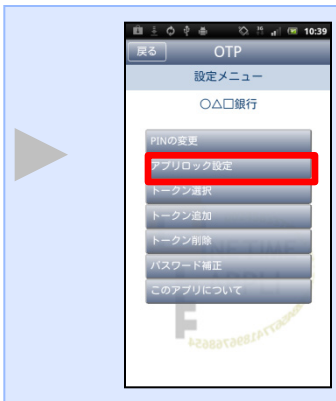 10:39
戻る
OTP
設定メニュー
○△□銀行
PINの変更
アプリロック設定
トークン選択
トークン追加
トークン削除
パスワード補正
このアプリについて